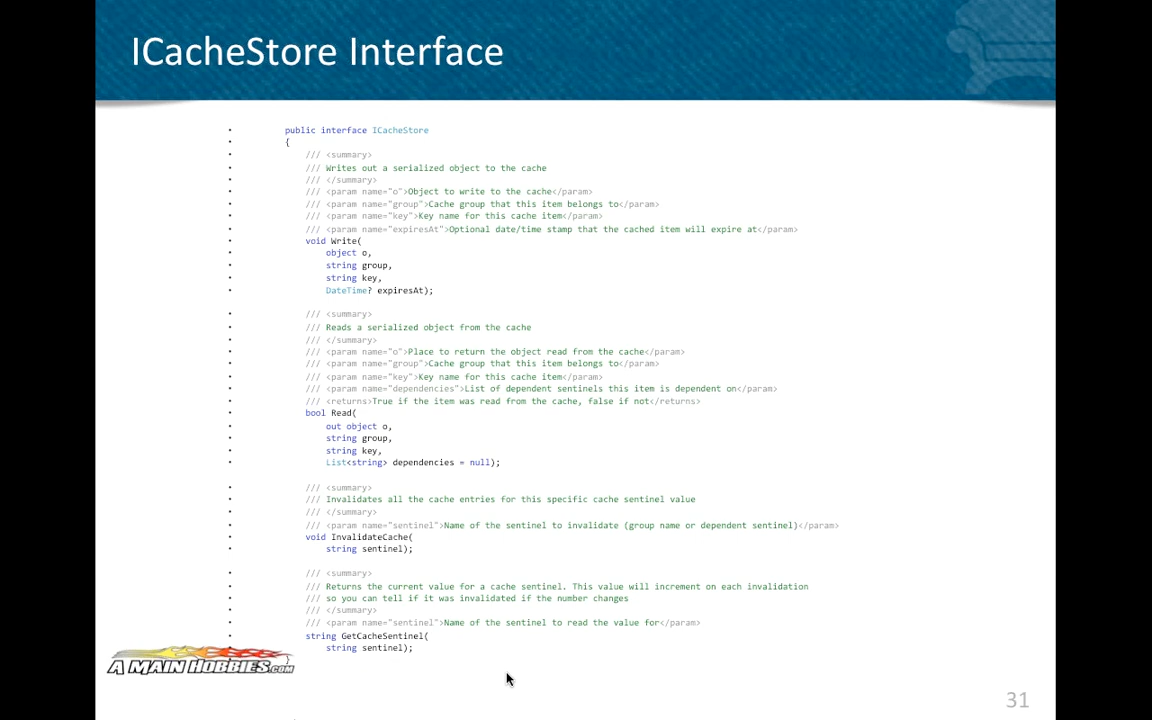 ICacheStore Interface
• public interface ICacheStore
• {
• /// <summary>
• /// Writes out a serialized object to the cache
• /// </summary>
• /// <param name="o">Object to write to the cache</param>
• /// <param name="group">Cache group that this item belongs to</param>
• /// <param name="key">Key name for this cache item</param>
• /// <param name="expiresAt">Optional date/time stamp that the cached item will expire at</param>
• void Write(
• object o,
• string group,
• string key,
• DateTime? expiresAt);
• /// <summary>
• /// Reads a serialized object from the cache
• /// </summary>
• /// <param name="o">Place to return the object read from the cache</param>
• /// <param name="group">Cache group that this item belongs to</param>
• /// <param name="key">Key name for this cache item</param>
• /// <param name="dependencies">List of dependent sentinels this item is dependent on</param>
• /// <returns>True if the item was read from the cache, false if not</returns>
• bool Read(
• out object o,
• string group,
• string key,
• List<string> dependencies = null);
• /// <summary>
• /// Invalidates all the cache entries for this specific cache sentinel value
• /// </summary>
• /// <param name="sentinel">Name of the sentinel to invalidate (group name or dependent sentinel)</param>
• void InvalidateCache(
• string sentinel);
• /// <summary>
• /// Returns the current value for a cache sentinel. This value will increment on each invalidation
• /// so you can tell if it was invalidated if the number changes
• /// </summary>
• /// <param name="sentinel">Name of the sentinel to read the value for</param>
• string GetCacheSentinel(
• string sentinel);
A MAIN HOBBIES.COM
31